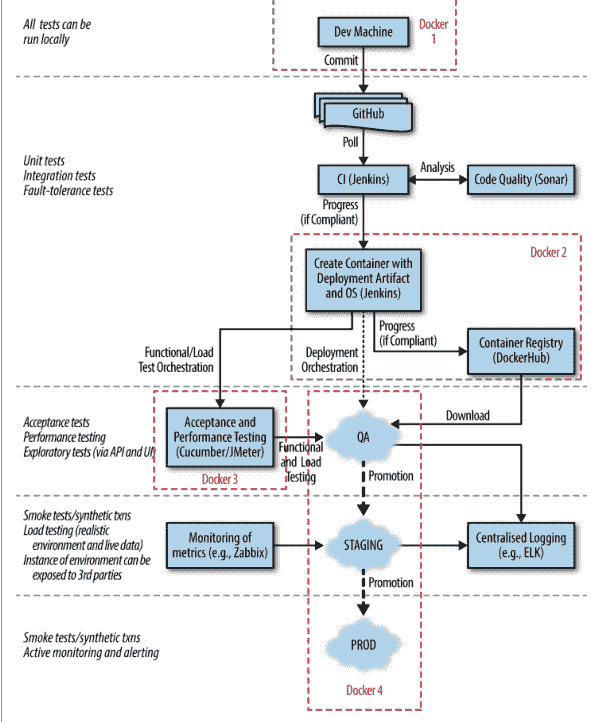 All tests can be
run locally
Dev Machine
Docker
1
Commit
GitHub
Poll
Unit tests
Integration tests
Fault-tolerance tests
CI (Jenkins)
Analysis
Code Quality (Sonar)
Progress
(if Compliant)
Docker 2
Create Container with
Deployment Artifact
and OS (Jenkins)
Progress
(if Compliant)
Container Registry
(DockerHub)
Functional/Load
Test Orchestration
Deployment
Orchestration
Acceptance tests
Performance testing
Exploratory tests (via API and UI)
Acceptance and
Performance Testing
(Cucumber/JMeter)
Docker 3
Functional
and Load
Testing
QA
Download
Promotion
Smoke tests/synthetic txns
Load testing (realistic
environment and live data)
Instance of environment can be
exposed to 3rd parties
Monitoring of
metrics (e.g., Zabbix)
STAGING
Centralised Logging
(e.g., ELK)
Promotion
Smoke tests/synthetic txns
Active monitoring and alerting
PROD
Docker 4